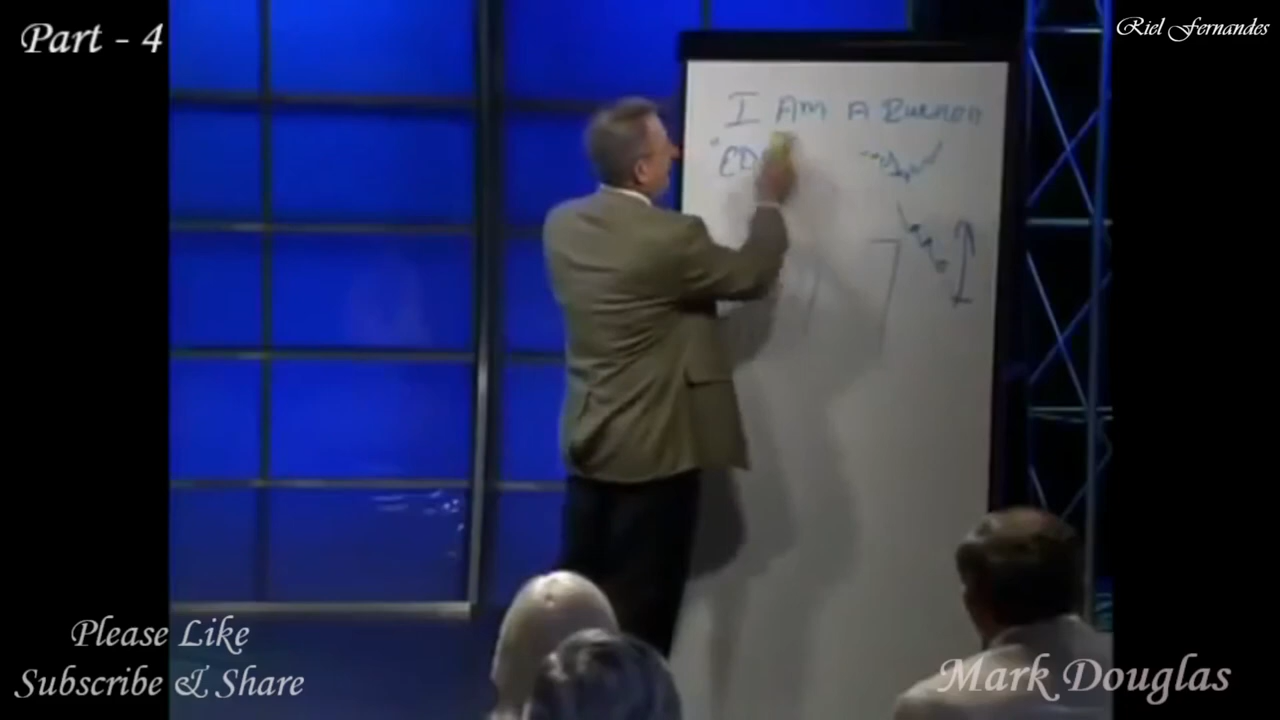 Part - 4
Riel Fernandes
I AM A
Please Like
Subscribe & Share
Mark Douglas